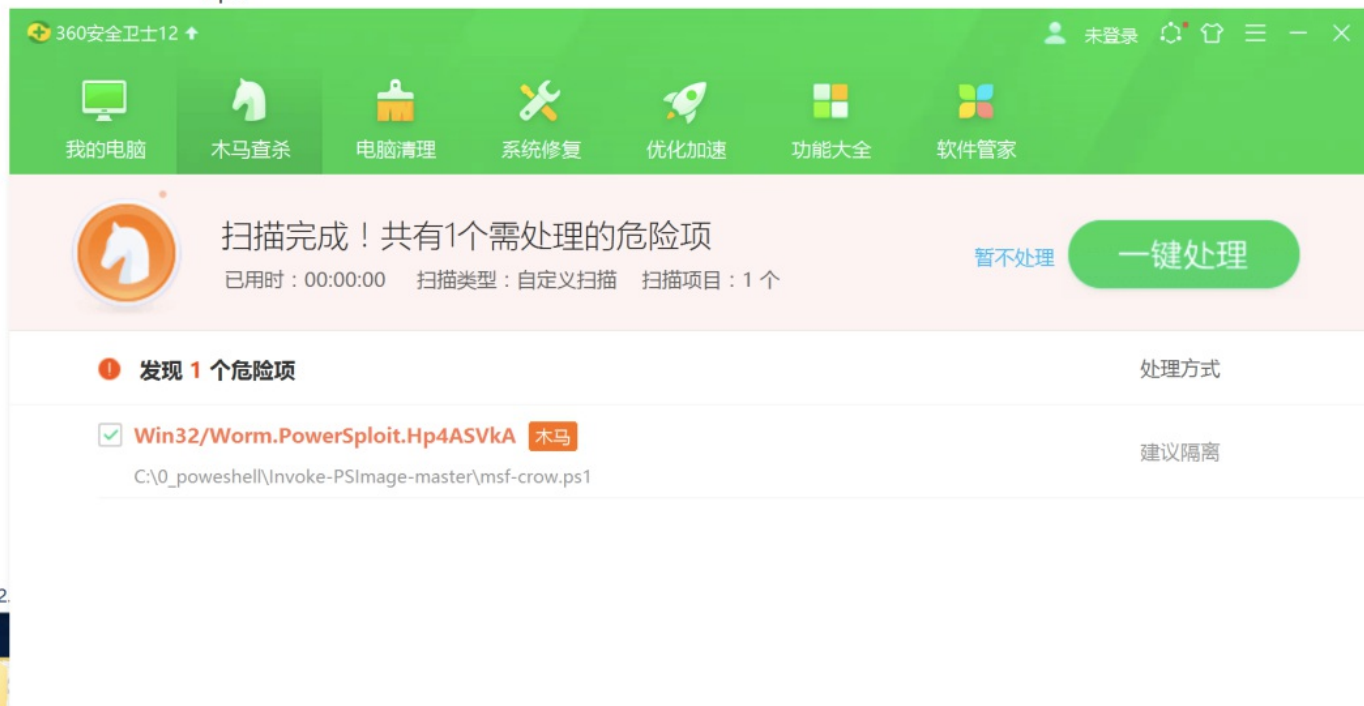 360安全卫士12
未登录
我的电脑 木马查杀 电脑清理 系统修复 优化加速 功能大全 软件管家
扫描完成！共有1个需处理的危险项
暂不处理 一键处理
已用时：00:00:00 扫描类型：自定义扫描 扫描项目：1 个
发现 1 个危险项 处理方式
Win32/Worm.PowerSploit.Hp4ASVkA 木马
建议隔离
C:\0_poweshell\Invoke-PSImage-master\msf-crow.ps1
2.